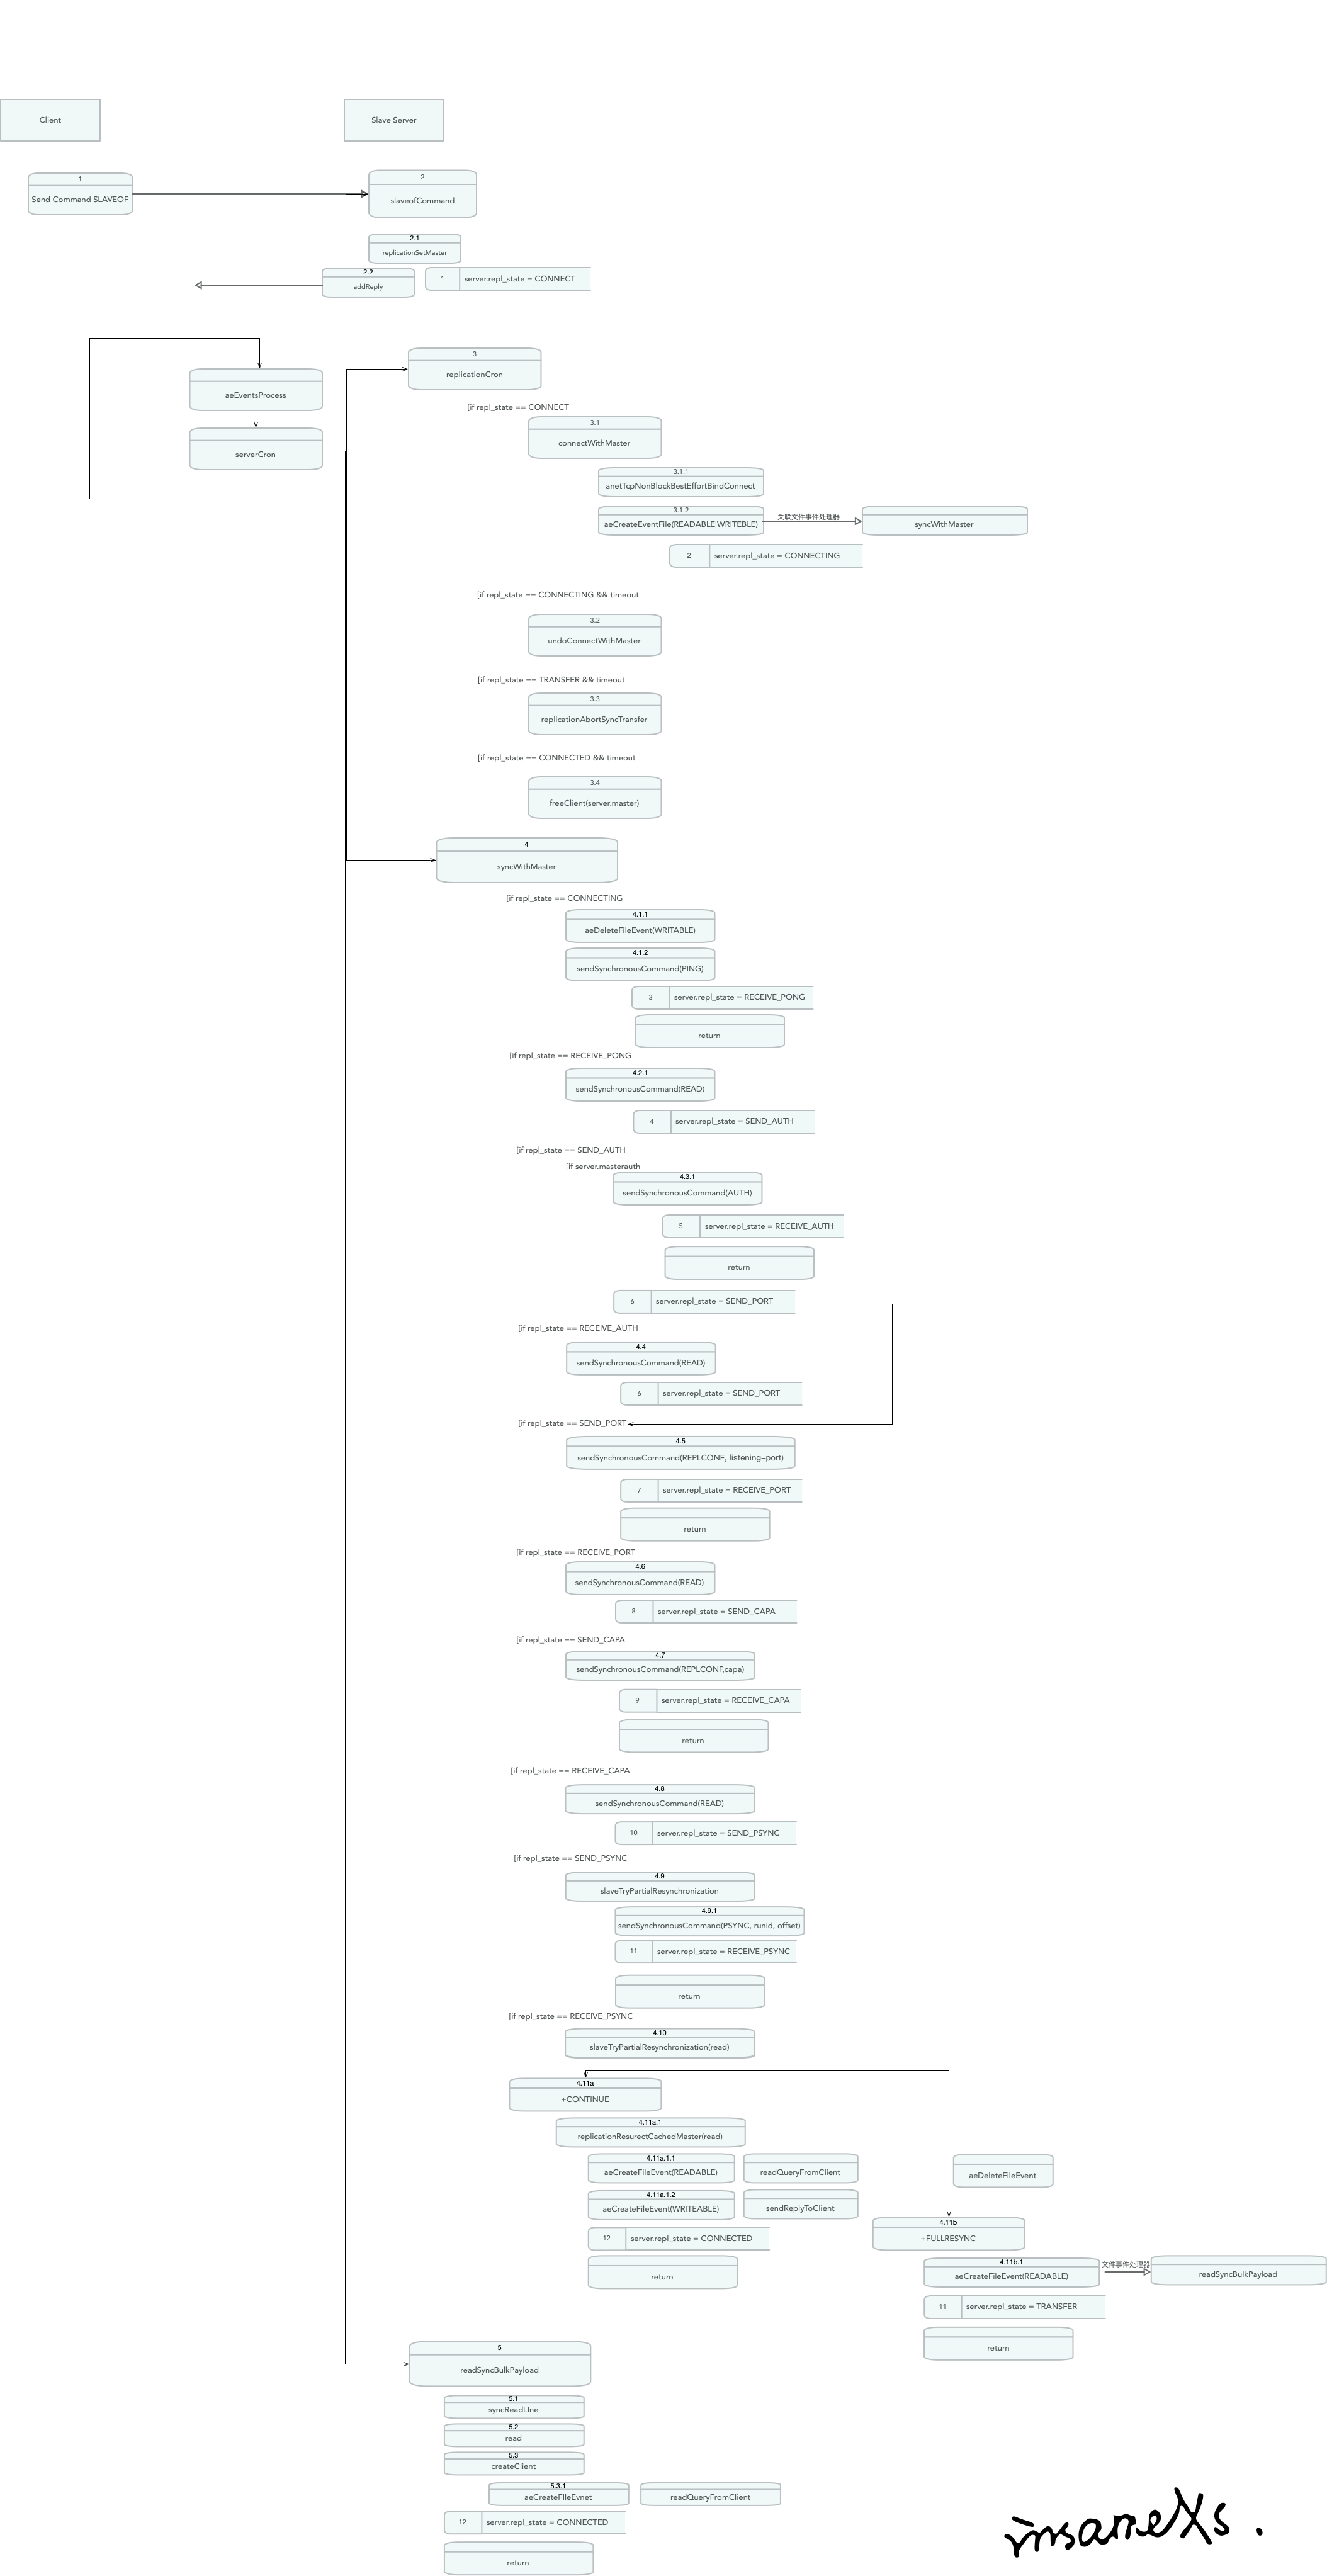 Client
Slave Server
1
Send Command SLAVEOF
2
slaveofCommand
2.1
replicationSetMaster
2.2
addReply
1 server.repl_state = CONNECT
aeEventsProcess
serverCron
3
replicationCron
[if repl_state == CONNECT
3.1
connectWithMaster
3.1.1
anetTcpNonBlockBestEffortBindConnect
3.1.2
aeCreateEventFile(READABLE|WRITEBLE)
关联文件事件处理器
syncWithMaster
2 server.repl_state = CONNECTING
[if repl_state == CONNECTING && timeout
3.2
undoConnectWithMaster
[if repl_state == TRANSFER && timeout
3.3
replicationAbortSyncTransfer
[if repl_state == CONNECTED && timeout
3.4
freeClient(server.master)
4
syncWithMaster
[if repl_state == CONNECTING
4.1.1
aeDeleteFileEvent(WRITABLE)
4.1.2
sendSynchronousCommand(PING)
3 server.repl_state = RECEIVE_PONG
return
[if repl_state == RECEIVE_PONG
4.2.1
sendSynchronousCommand(READ)
4 server.repl_state = SEND_AUTH
[if repl_state == SEND_AUTH
[if server.masterauth
4.3.1
sendSynchronousCommand(AUTH)
5 server.repl_state = RECEIVE_AUTH
return
6 server.repl_state = SEND_PORT
[if repl_state == RECEIVE_AUTH
4.4
sendSynchronousCommand(READ)
6 server.repl_state = SEND_PORT
[if repl_state == SEND_PORT
4.5
sendSynchronousCommand(REPLCONF, listening-port)
7 server.repl_state = RECEIVE_PORT
return
[if repl_state == RECEIVE_PORT
4.6
sendSynchronousCommand(READ)
8 server.repl_state = SEND_CAPA
[if repl_state == SEND_CAPA
4.7
sendSynchronousCommand(REPLCONF,capa)
9 server.repl_state = RECEIVE_CAPA
return
[if repl_state == RECEIVE_CAPA
4.8
sendSynchronousCommand(READ)
10 server.repl_state = SEND_PSYNC
[if repl_state == SEND_PSYNC
4.9
slaveTryPartialResynchronization
4.9.1
sendSynchronousCommand(PSYNC, runid, offset)
11 server.repl_state = RECEIVE_PSYNC
return
[if repl_state == RECEIVE_PSYNC
4.10
slaveTryPartialResynchronization(read)
4.11a
+CONTINUE
4.11a.1
replicationResurectCachedMaster(read)
4.11a.1.1
aeCreateFileEvent(READABLE)
readQueryFromClient
4.11a.1.2
aeCreateFileEvent(WRITEABLE)
sendReplyToClient
12 server.repl_state = CONNECTED
return
aeDeleteFileEvent
4.11b
+FULLRESYNC
4.11b.1
aeCreateFileEvent(READABLE)
文件事件处理器
readSyncBulkPayload
11 server.repl_state = TRANSFER
return
5
readSyncBulkPayload
5.1
syncReadLIne
5.2
read
5.3
createClient
5.3.1
aeCreateFIleEvnet
readQueryFromClient
12 server.repl_state = CONNECTED
return
insaneXs .